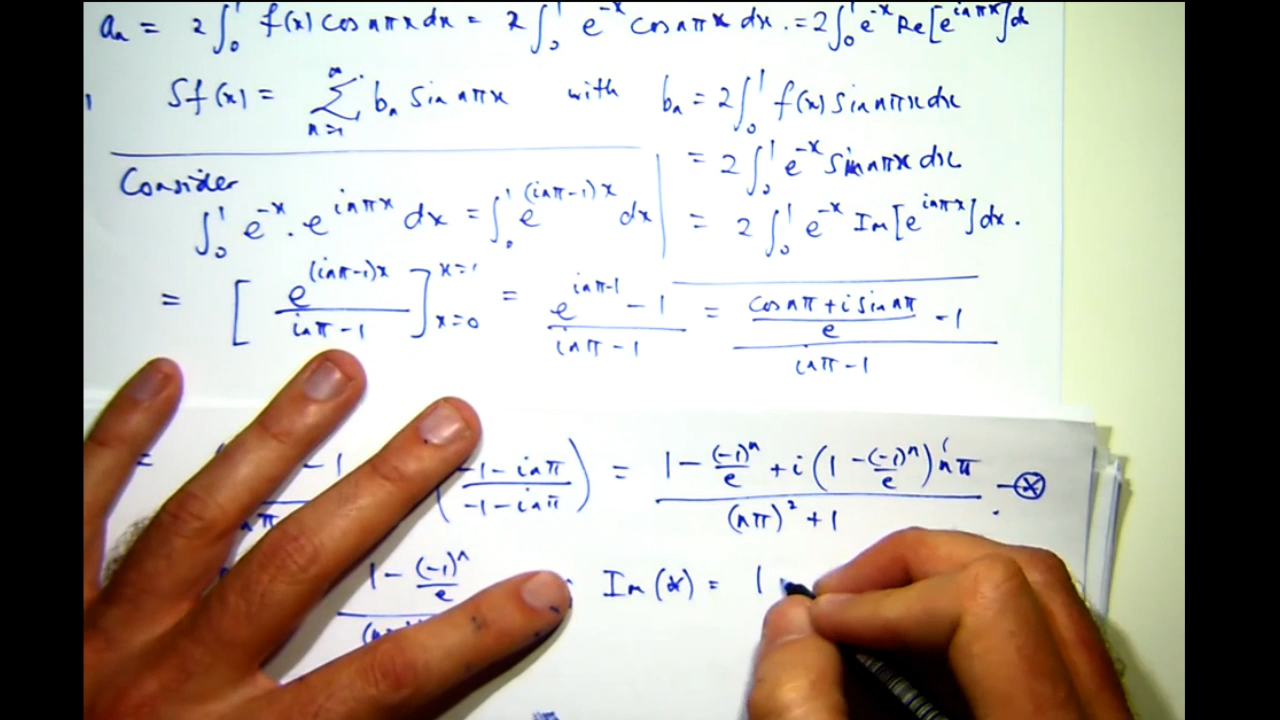 aₙ = 2∫₀¹ f(x) cos nπx dx = 2∫₀¹ e^{-x} cos nπx dx. = 2∫₀¹ e^{-x} Re[e^{inπx}]d
Sf(x) = ∑_{n=1}^{∞} bₙ sin nπx with bₙ = 2∫₀¹ f(x) sin nπx dx
= 2∫₀¹ e^{-x} sin nπx dx
Consider
∫₀¹ e^{-x} . e^{inπx} dx = ∫₀¹ e^{(inπ-1)x} dx
= 2∫₀¹ e^{-x} Im[e^{inπx}]dx.
= [ e^{(inπ-1)x} / (inπ-1) ]_{x=0}^{x=1} = (e^{inπ-1} - 1) / (inπ-1) = ((cos nπ + i sin nπ)/e - 1) / (inπ-1)
= -1 nπ ((-1-inπ) / (-1-inπ)) = (1 - (-1)ⁿ/e + i(1 - (-1)ⁿ/e)nπ) / ((nπ)² + 1) — ⊛
1 - (-1)ⁿ/e Im(*) = 1